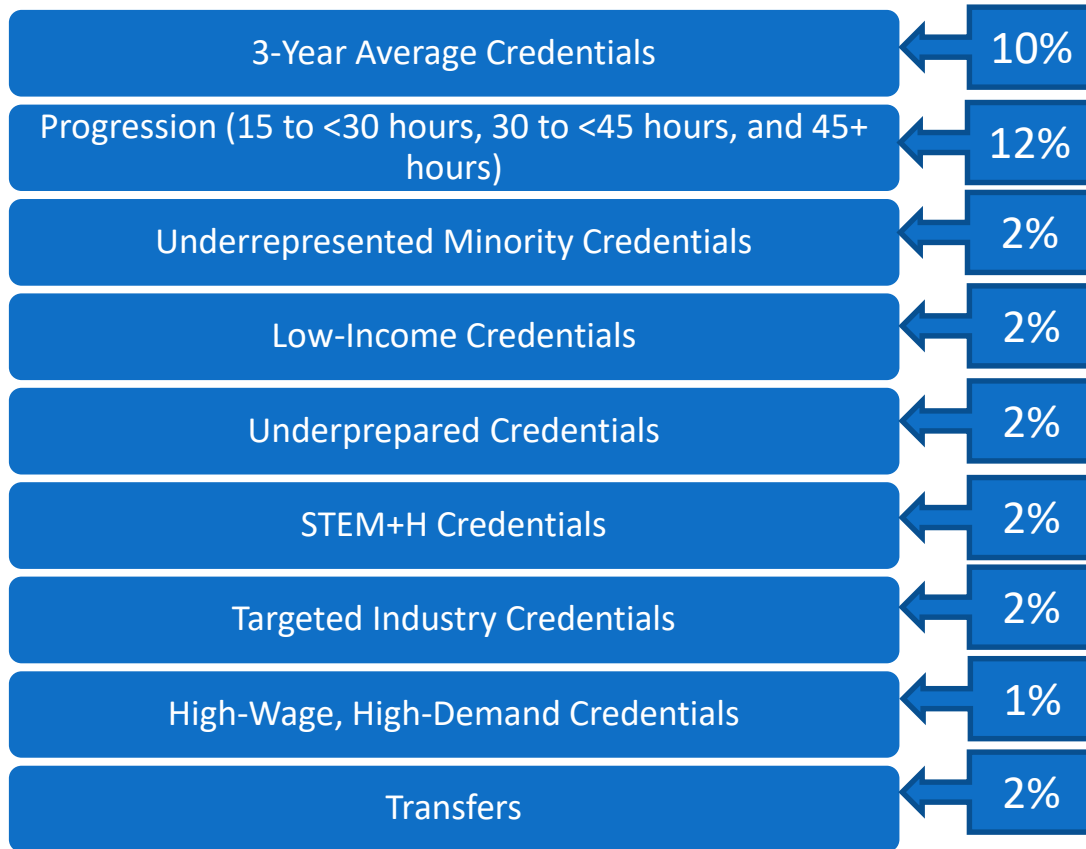 3-Year Average Credentials
10%
Progression (15 to <30 hours, 30 to <45 hours, and 45+
hours)
12%
Underrepresented Minority Credentials
2%
Low-Income Credentials
2%
Underprepared Credentials
2%
STEM+H Credentials
2%
Targeted Industry Credentials
2%
High-Wage, High-Demand Credentials
1%
Transfers
2%